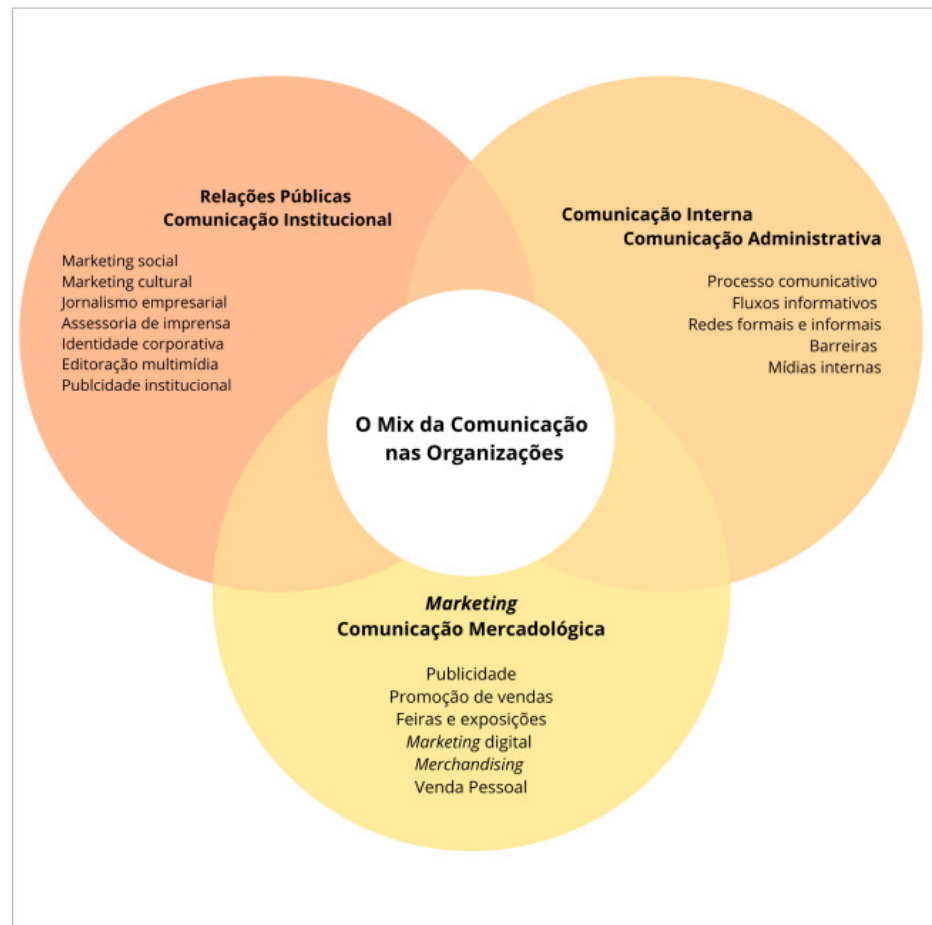 Relações Públicas
Comunicação Institucional
Marketing social
Marketing cultural
Jornalismo empresarial
Assessoria de imprensa
Identidade corporativa
Editoração multimídia
Publcidade institucional
Comunicação Interna
Comunicação Administrativa
Processo comunicativo
Fluxos informativos
Redes formais e informais
Barreiras
Mídias internas
O Mix da Comunicação
nas Organizações
Marketing
Comunicação Mercadológica
Publicidade
Promoção de vendas
Feiras e exposições
Marketing digital
Merchandising
Venda Pessoal